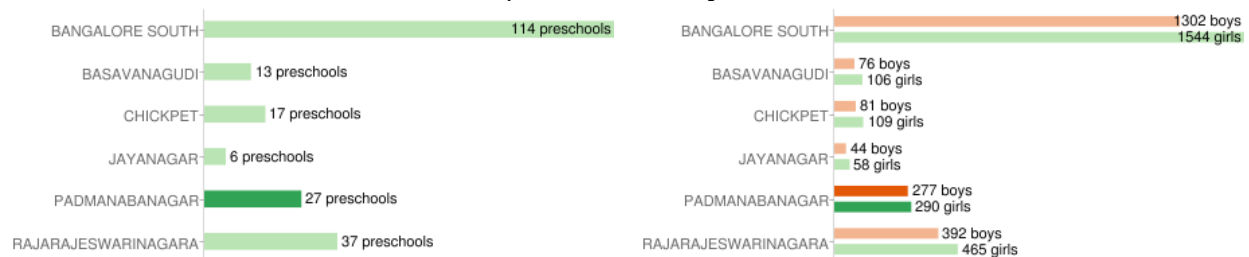 BANGALORE SOUTH 114 preschools
BASAVANAGUDI 13 preschools
CHICKPET 17 preschools
JAYANAGAR 6 preschools
PADMANABANAGAR 27 preschools
RAJARAJESWARINAGARA 37 preschools
BANGALORE SOUTH 1302 boys
1544 girls
BASAVANAGUDI 76 boys
106 girls
CHICKPET 81 boys
109 girls
JAYANAGAR 44 boys
58 girls
PADMANABANAGAR 277 boys
290 girls
RAJARAJESWARINAGARA 392 boys
465 girls